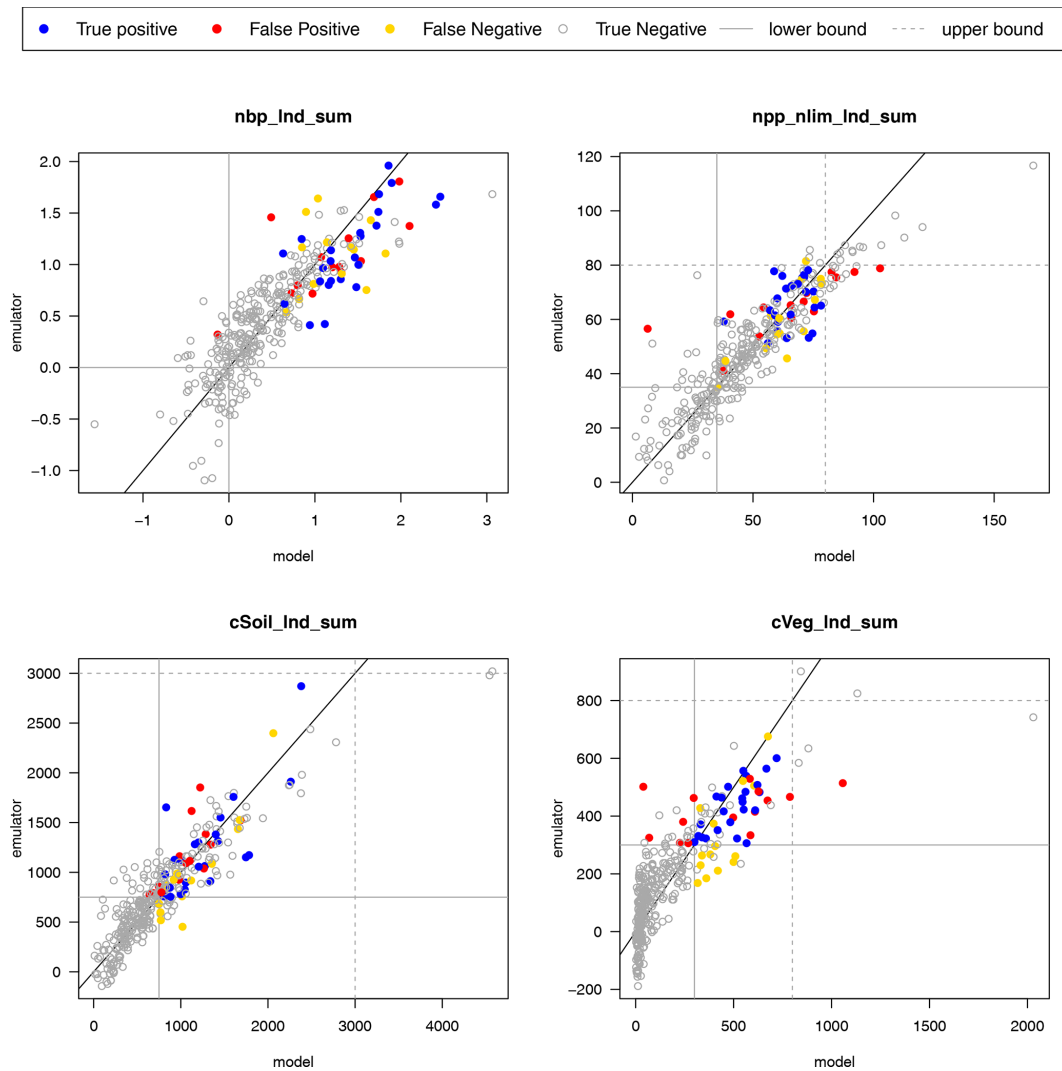 True positive False Positive False Negative True Negative lower bound upper bound
nbp_lnd_sum
npp_nlim_lnd_sum
2.0
1.5
1.0
0.5
0.0
−0.5
−1.0
emulator
−1 0 1 2 3
model
120
100
80
60
40
20
0
emulator
0 50 100 150
model
cSoil_lnd_sum
cVeg_lnd_sum
3000
2500
2000
1500
1000
500
0
emulator
0 1000 2000 3000 4000
model
800
600
400
200
0
−200
emulator
0 500 1000 1500 2000
model